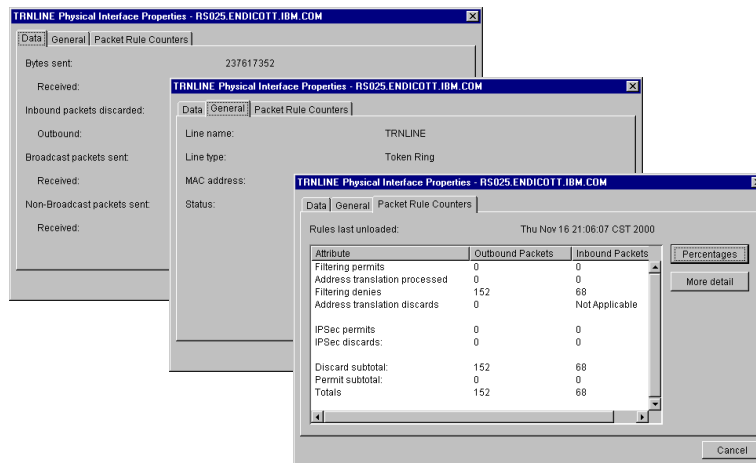 TRNLINE Physical Interface Properties - RS025.ENDICOTT.IBM.COM
Data General Packet Rule Counters
Bytes sent: 237617352
Received:
Inbound packets discarded:
Outbound:
Broadcast packets sent:
Received:
Non-Broadcast packets sent:
Received:
TRNLINE Physical Interface Properties - RS025.ENDICOTT.IBM.COM
Data General Packet Rule Counters
Line name: TRNLINE
Line type: Token Ring
MAC address:
Status:
TRNLINE Physical Interface Properties - RS025.ENDICOTT.IBM.COM
Data General Packet Rule Counters
Rules last unloaded: Thu Nov 16 21:06:07 CST 2000
Attribute Outbound Packets Inbound Packets
Filtering permits 0 0
Address translation processed 0 0
Filtering denies 152 68
Address translation discards 0 Not Applicable
IPSec permits 0 0
IPSec discards: 0 0
Discard subtotal: 152 68
Permit subtotal: 0 0
Totals 152 68
Percentages
More detail
Cancel